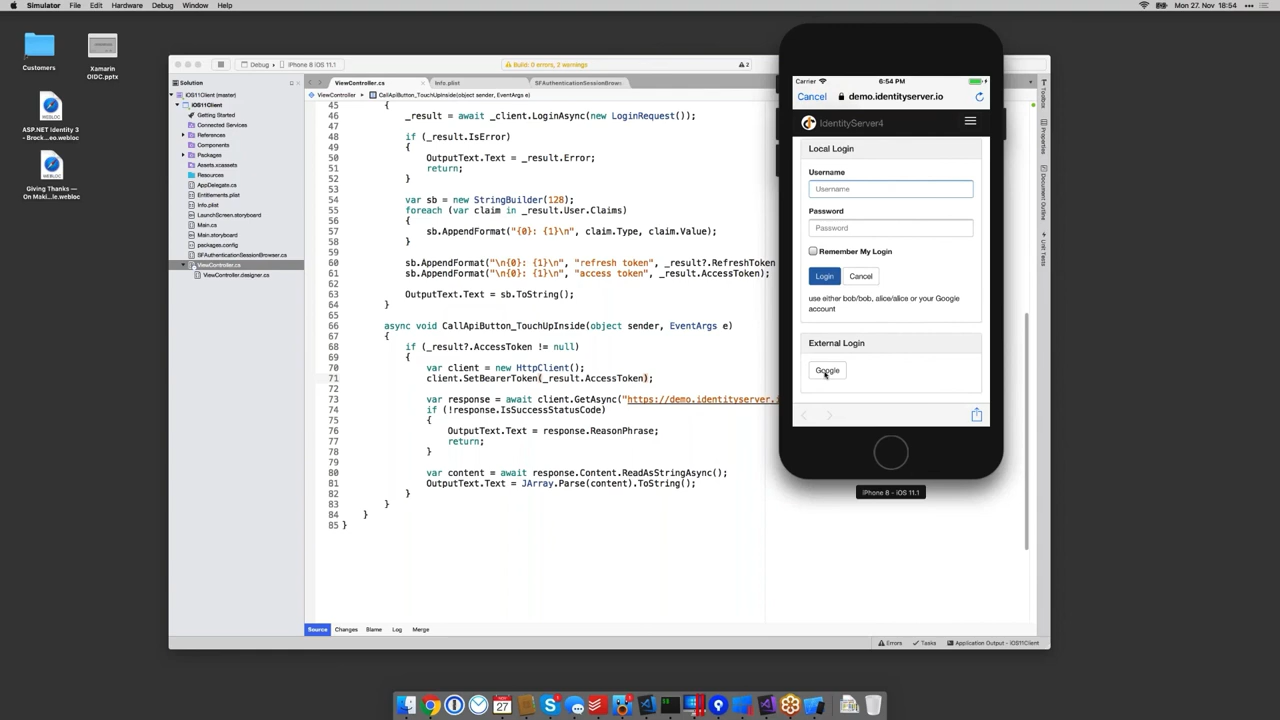 Simulator File Edit View Navigate Hardware Debug Window Help
Mon 27. Nov 18:54
Customers
Xamarin
OIDC.pptx
WEBLOC
ASP.NET Identity 3 -
Brock...eo.webloc
WEBLOC
Giving Thanks —
On Maki...le.webloc
Debug
iPhone 8 iOS 11.1
Build: 0 errors, 2 warnings
2
Solution
iOS11Client (master)
iOS11Client
Getting Started
Connected Services
References
Components
Packages
Assets.xcassets
Resources
AppDelegate.cs
Entitlements.plist
Info.plist
LaunchScreen.storyboard
Main.cs
Main.storyboard
packages.config
SFAuthenticationSessionBrowser.cs
ViewController.cs
ViewController.designer.cs
ViewController.cs
Info.plist
SFAuthenticationSessionBrow
ViewController
CallApiButton_TouchUpInside(object sender, EventArgs e)
45 {
46 _result = await _client.LoginAsync(new LoginRequest());
47
48 if (_result.IsError)
49 {
50 OutputText.Text = _result.Error;
51 return;
52 }
53
54 var sb = new StringBuilder(128);
55 foreach (var claim in _result.User.Claims)
56 {
57 sb.AppendFormat("{0}: {1}\n", claim.Type, claim.Value);
58 }
59
60 sb.AppendFormat("\n{0}: {1}\n", "refresh token", _result?.RefreshToken
61 sb.AppendFormat("\n{0}: {1}\n", "access token", _result.AccessToken);
62
63 OutputText.Text = sb.ToString();
64 }
65
66 async void CallApiButton_TouchUpInside(object sender, EventArgs e)
67 {
68 if (_result?.AccessToken != null)
69 {
70 var client = new HttpClient();
71 client.SetBearerToken(_result.AccessToken);
72
73 var response = await client.GetAsync("https://demo.identityserver.i
74 if (!response.IsSuccessStatusCode)
75 {
76 OutputText.Text = response.ReasonPhrase;
77 return;
78 }
79
80 var content = await response.Content.ReadAsStringAsync();
81 OutputText.Text = JArray.Parse(content).ToString();
82 }
83 }
84 }
85 }
Source Changes Blame Log Merge
Errors Tasks Application Output - iOS11Client
Toolbox
Properties
Document Outline
Unit Tests
Carrier 6:54 PM
Cancel demo.identityserver.io
IdentityServer4
Local Login
Username
Username
Password
Password
Remember My Login
Login Cancel
use either bob/bob, alice/alice or your Google
account
External Login
Google
iPhone 8 - iOS 11.1
27